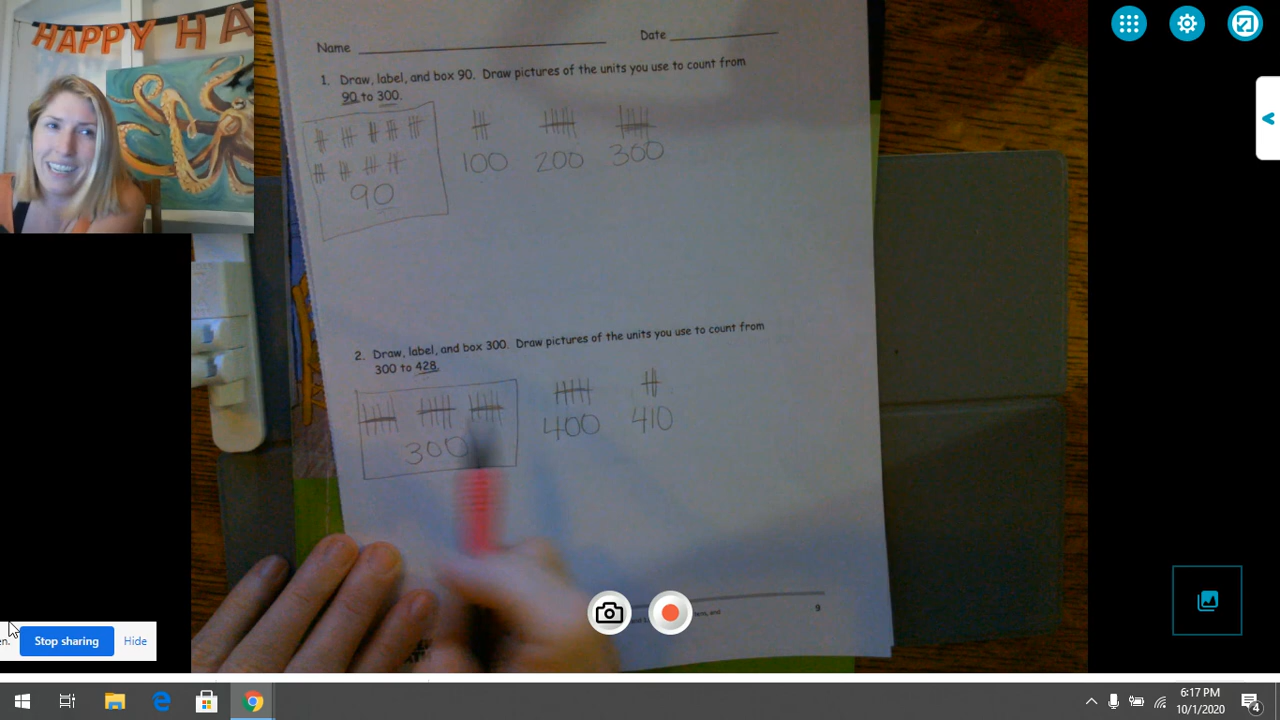 HAPPY HA
Name
Date
1. Draw, label, and box 90. Draw pictures of the units you use to count from
90 to 300.
90
100
200
300
2. Draw, label, and box 300. Draw pictures of the units you use to count from
300 to 428.
300
400
410
9
en.
Stop sharing
Hide
6:17 PM
10/1/2020
4